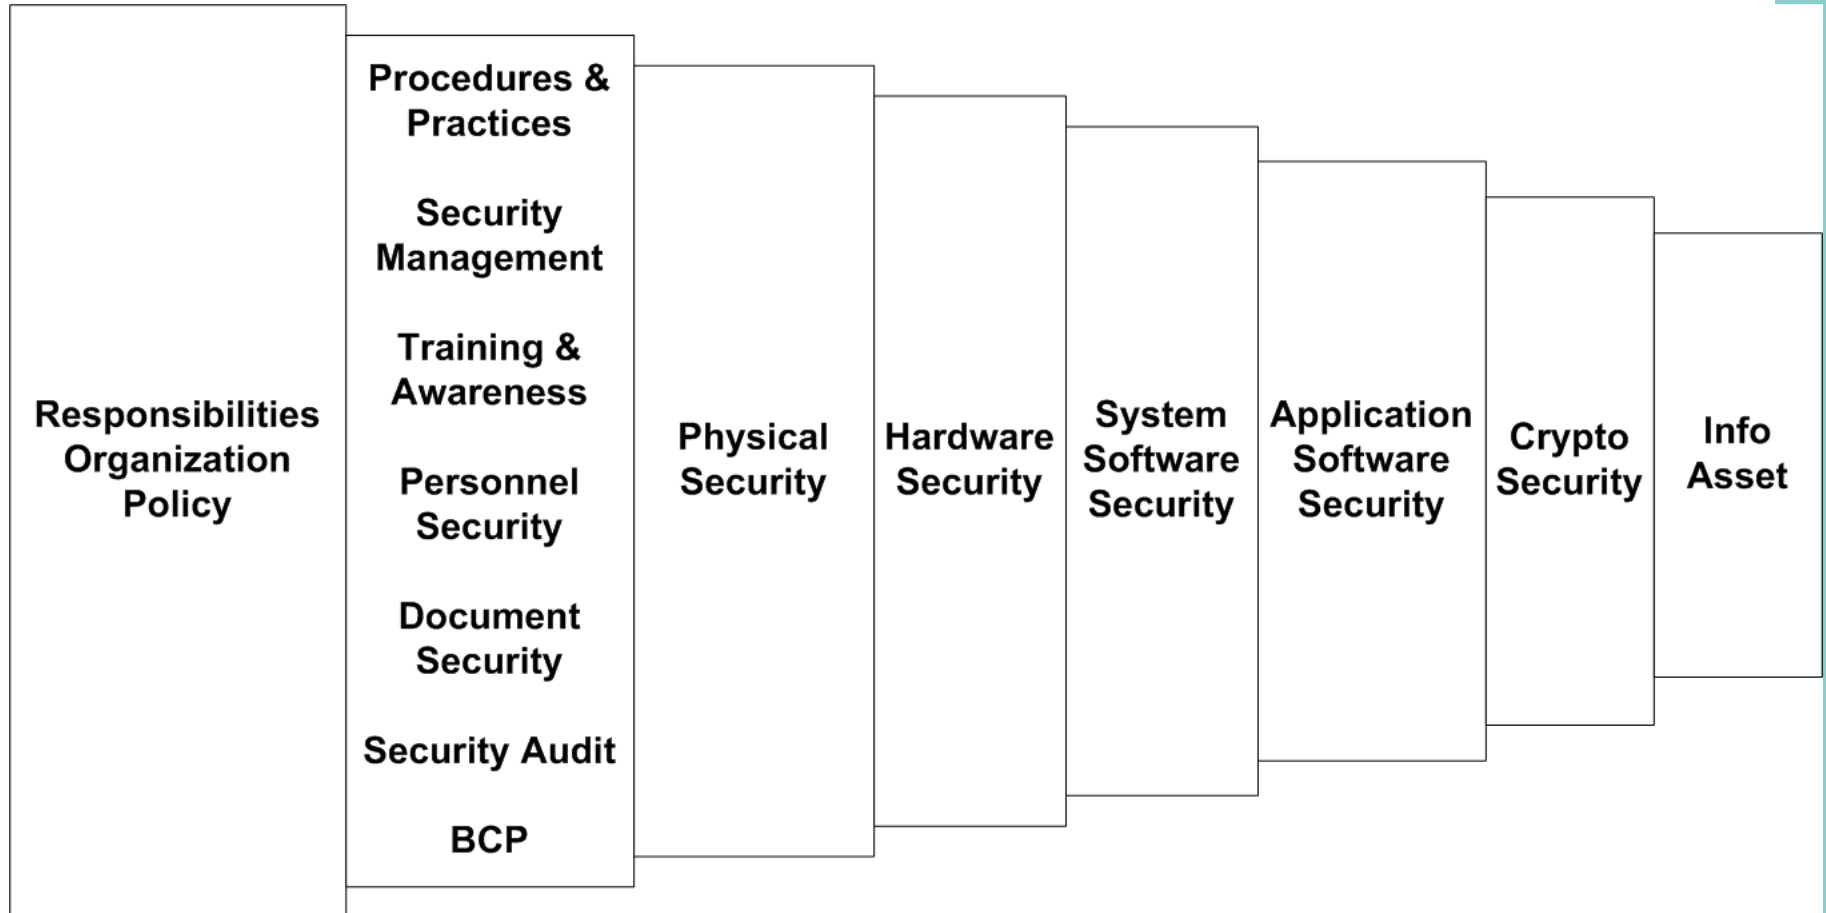 Responsibilities
Organization
Policy
Procedures &
Practices
Security
Management
Training &
Awareness
Personnel
Security
Document
Security
Security Audit
BCP
Physical
Security
Hardware
Security
System
Software
Security
Application
Software
Security
Crypto
Security
Info
Asset